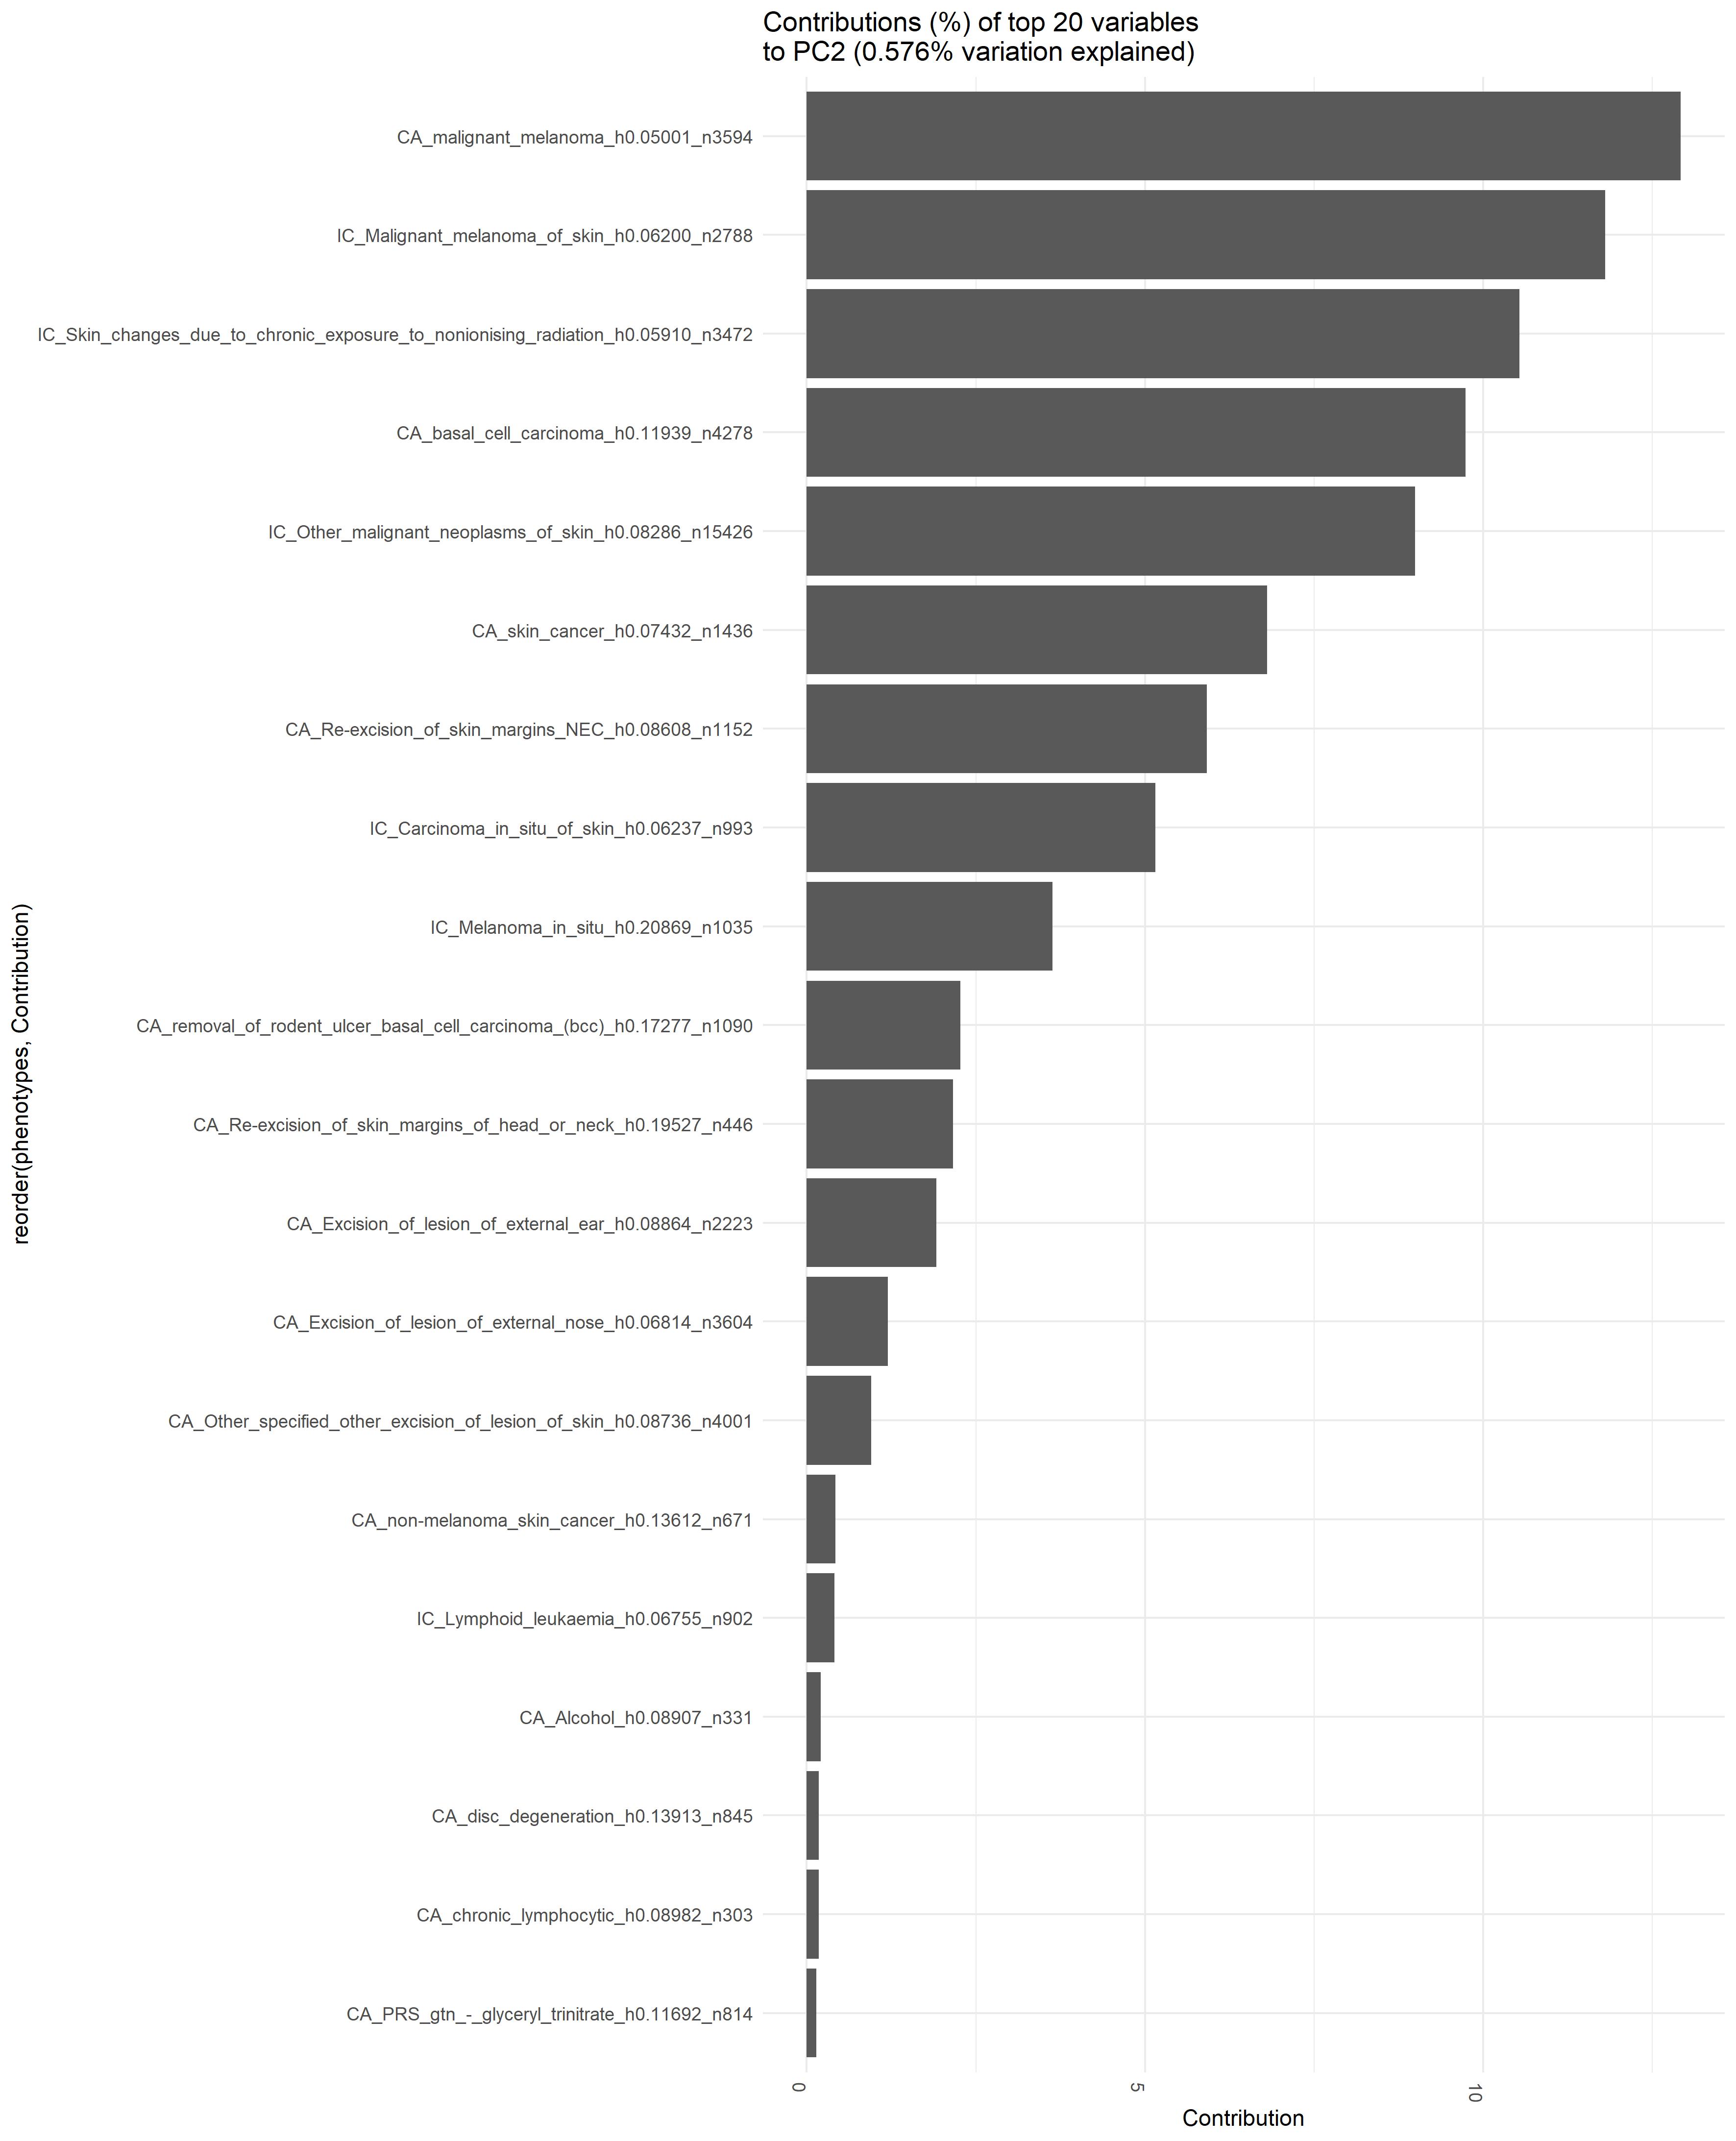 Contributions (%) of top 20 variables
to PC2 (0.576% variation explained)
CA_malignant_melanoma_h0.05001_n3594
IC_Malignant_melanoma_of_skin_h0.06200_n2788
IC_Skin_changes_due_to_chronic_exposure_to_nonionising_radiation_h0.05910_n3472
CA_basal_cell_carcinoma_h0.11939_n4278
IC_Other_malignant_neoplasms_of_skin_h0.08286_n15426
CA_skin_cancer_h0.07432_n1436
CA_Re-excision_of_skin_margins_NEC_h0.08608_n1152
IC_Carcinoma_in_situ_of_skin_h0.06237_n993
IC_Melanoma_in_situ_h0.20869_n1035
CA_removal_of_rodent_ulcer_basal_cell_carcinoma_(bcc)_h0.17277_n1090
CA_Re-excision_of_skin_margins_of_head_or_neck_h0.19527_n446
CA_Excision_of_lesion_of_external_ear_h0.08864_n2223
CA_Excision_of_lesion_of_external_nose_h0.06814_n3604
CA_Other_specified_other_excision_of_lesion_of_skin_h0.08736_n4001
CA_non-melanoma_skin_cancer_h0.13612_n671
IC_Lymphoid_leukaemia_h0.06755_n902
CA_Alcohol_h0.08907_n331
CA_disc_degeneration_h0.13913_n845
CA_chronic_lymphocytic_h0.08982_n303
CA_PRS_gtn_-_glyceryl_trinitrate_h0.11692_n814
reorder(phenotypes, Contribution)
0
5
10
Contribution